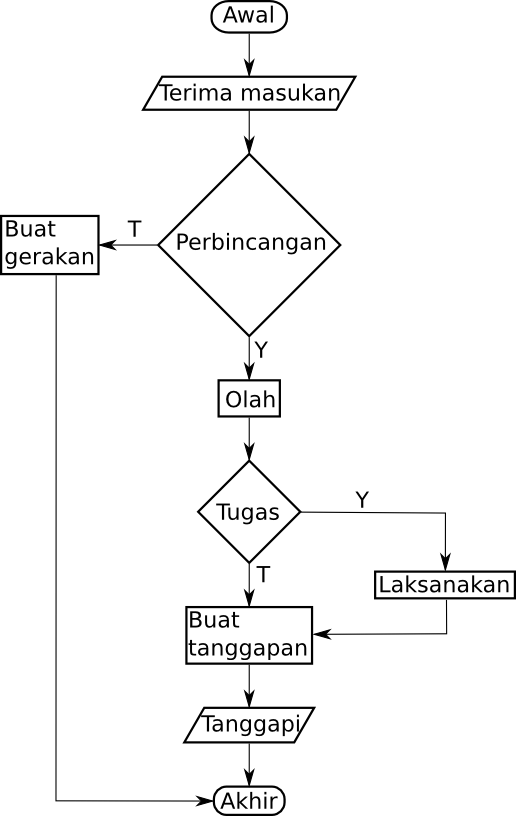 Awal
Terima masukan
Perbincangan
T
Buat
gerakan
Y
Olah
Tugas
Y
Laksanakan
T
Buat
tanggapan
Tanggapi
Akhir